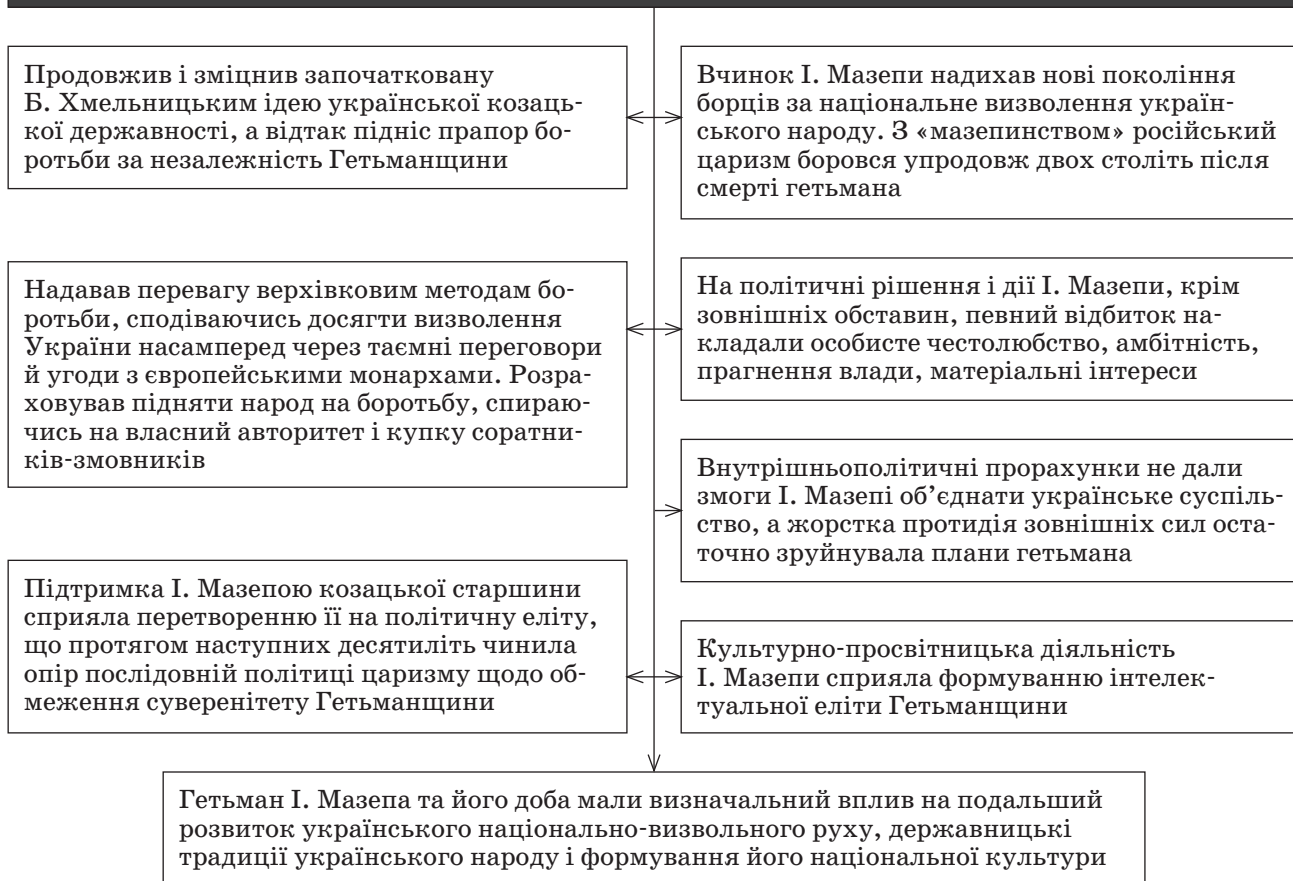 Продовжив і зміцнив започатковану
Б. Хмельницьким ідею української козаць-
кої державності, а відтак підніс прапор бо-
ротьби за незалежність Гетьманщини
Вчинок І. Мазепи надихав нові покоління
борців за національне визволення україн-
ського народу. З «мазепинством» російський
царизм боровся упродовж двох століть після
смерті гетьмана
Надавав перевагу верхівковим методам бо-
ротьби, сподіваючись досягти визволення
України насамперед через таємні переговори
й угоди з європейськими монархами. Розра-
ховував підняти народ на боротьбу, спираю-
чись на власний авторитет і купку соратни-
ків-змовників
На політичні рішення і дії І. Мазепи, крім
зовнішніх обставин, певний відбиток на-
кладали особисте честолюбство, амбітність,
прагнення влади, матеріальні інтереси
Внутрішньополітичні прорахунки не дали
змоги І. Мазепі об’єднати українське суспіль-
ство, а жорстка протидія зовнішніх сил оста-
точно зруйнувала плани гетьмана
Підтримка І. Мазепою козацької старшини
сприяла перетворенню її на політичну еліту,
що протягом наступних десятиліть чинила
опір послідовній політиці царизму щодо об-
меження суверенітету Гетьманщини
Культурно-просвітницька діяльність
І. Мазепи сприяла формуванню інтелек-
туальної еліти Гетьманщини
Гетьман І. Мазепа та його доба мали визначальний вплив на подальший
розвиток українського національно-визвольного руху, державницькі
традиції українського народу і формування його національної культури